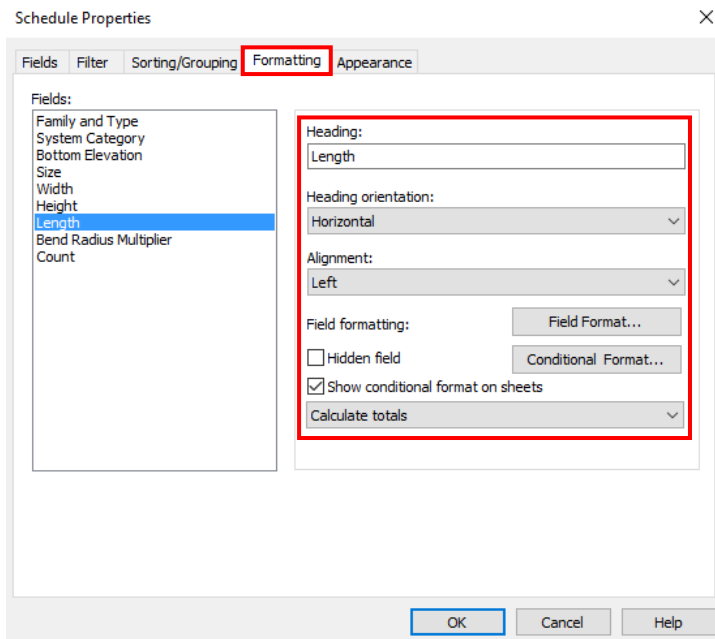 Schedule Properties
Fields Filter Sorting/Grouping Formatting Appearance
Fields:
Family and Type
System Category
Bottom Elevation
Size
Width
Height
Length
Bend Radius Multiplier
Count
Heading:
Length
Heading orientation:
Horizontal
Alignment:
Left
Field formatting: Field Format...
Hidden field Conditional Format...
Show conditional format on sheets
Calculate totals
OK Cancel Help